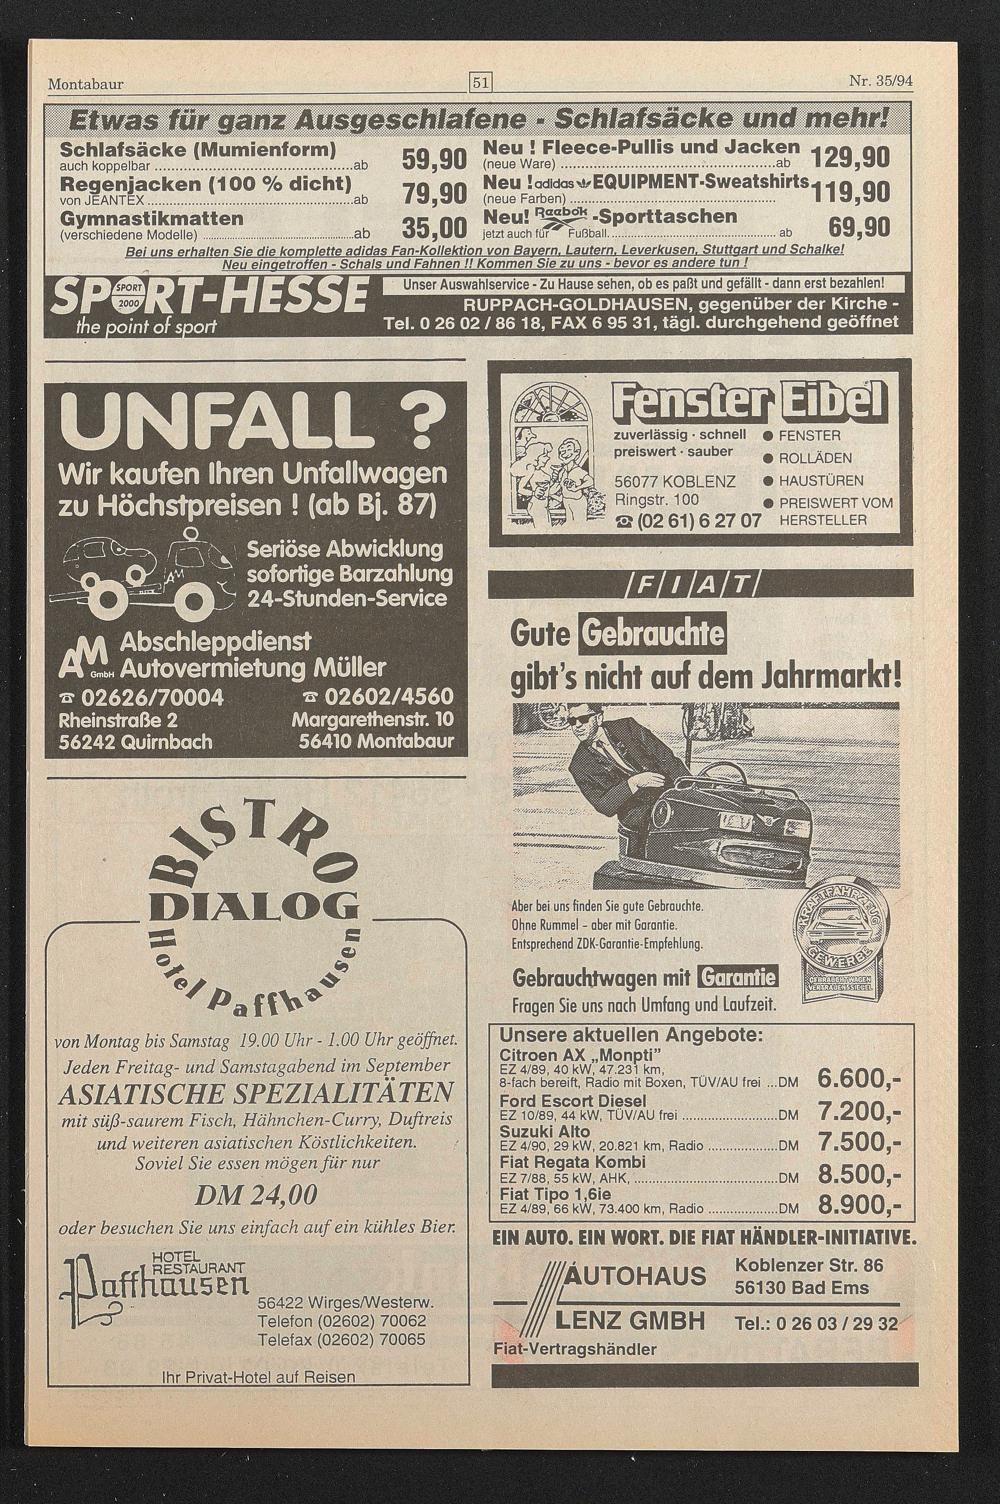 Montabaur
51
Nr. 35/94
Etwas für ganz Ausgeschlafene - Schlafsäcke und mehr!
Schlafsäcke (Mumienform)
auch koppelbar ........ab 59,90
Regenjacken (100 % dicht)
von JEANTEX ........ab 79,90
Gymnastikmatten
(verschiedene Modelle) ........ab 35,00
Neu ! Fleece-Pullis und Jacken
(neue Ware) ........ab 129,90
Neu ! adidas EQUIPMENT-Sweatshirts
(neue Farben) ........ 119,90
Neu! Reebok -Sporttaschen
jetzt auch für Fußball ........ ab 69,90
Bei uns erhalten Sie die komplette adidas Fan-Kollektion von Bayern, Lautern, Leverkusen, Stuttgart und Schalke!
Neu eingetroffen - Schals und Fahnen !! Kommen Sie zu uns - bevor es andere tun !
SPORT-HESSE
SPORT
2000
the point of sport
Unser Auswahlservice - Zu Hause sehen, ob es paßt und gefällt - dann erst bezahlen!
RUPPACH-GOLDHAUSEN, gegenüber der Kirche -
Tel. 0 26 02 / 86 18, FAX 6 95 31, tägl. durchgehend geöffnet
UNFALL ?
Wir kaufen Ihren Unfallwagen
zu Höchstpreisen ! (ab Bj. 87)
AM
Seriöse Abwicklung
sofortige Barzahlung
24-Stunden-Service
AM GmbH
Abschleppdienst
Autovermietung Müller
☎ 02626/70004
Rheinstraße 2
56242 Quirnbach
☎ 02602/4560
Margarethenstr. 10
56410 Montabaur
BISTRO
DIALOG
Hotel Paffhausen
von Montag bis Samstag 19.00 Uhr - 1.00 Uhr geöffnet.
Jeden Freitag- und Samstagabend im September
ASIATISCHE SPEZIALITÄTEN
mit süß-saurem Fisch, Hähnchen-Curry, Duftreis
und weiteren asiatischen Köstlichkeiten.
Soviel Sie essen mögen für nur
DM 24,00
oder besuchen Sie uns einfach auf ein kühles Bier.
HOTEL
RESTAURANT
Paffhausen
56422 Wirges/Westerw.
Telefon (02602) 70062
Telefax (02602) 70065
Ihr Privat-Hotel auf Reisen
Fenster Eibel
zuverlässig · schnell
preiswert · sauber
56077 KOBLENZ
Ringstr. 100
☎ (02 61) 6 27 07
● FENSTER
● ROLLÄDEN
● HAUSTÜREN
● PREISWERT VOM
HERSTELLER
FIAT
Gute Gebrauchte
gibt's nicht auf dem Jahrmarkt!
Aber bei uns finden Sie gute Gebrauchte.
Ohne Rummel - aber mit Garantie.
Entsprechend ZDK-Garantie-Empfehlung.
KRAFTFAHRZEUG
GEWERBE
GEBRAUCHTWAGEN
VERTRAUENSSIEGEL
Gebrauchtwagen mit Garantie
Fragen Sie uns nach Umfang und Laufzeit.
Unsere aktuellen Angebote:
Citroen AX „Monpti"
EZ 4/89, 40 kW, 47.231 km,
8-fach bereift, Radio mit Boxen, TÜV/AU frei ...DM 6.600,-
Ford Escort Diesel
EZ 10/89, 44 kW, TÜV/AU frei ........DM 7.200,-
Suzuki Alto
EZ 4/90, 29 kW, 20.821 km, Radio ........DM 7.500,-
Fiat Regata Kombi
EZ 7/88, 55 kW, AHK, ........DM 8.500,-
Fiat Tipo 1,6ie
EZ 4/89, 66 kW, 73.400 km, Radio ........DM 8.900,-
EIN AUTO. EIN WORT. DIE FIAT HÄNDLER-INITIATIVE.
AUTOHAUS
LENZ GMBH
Koblenzer Str. 86
56130 Bad Ems
Tel.: 0 26 03 / 29 32
Fiat-Vertragshändler